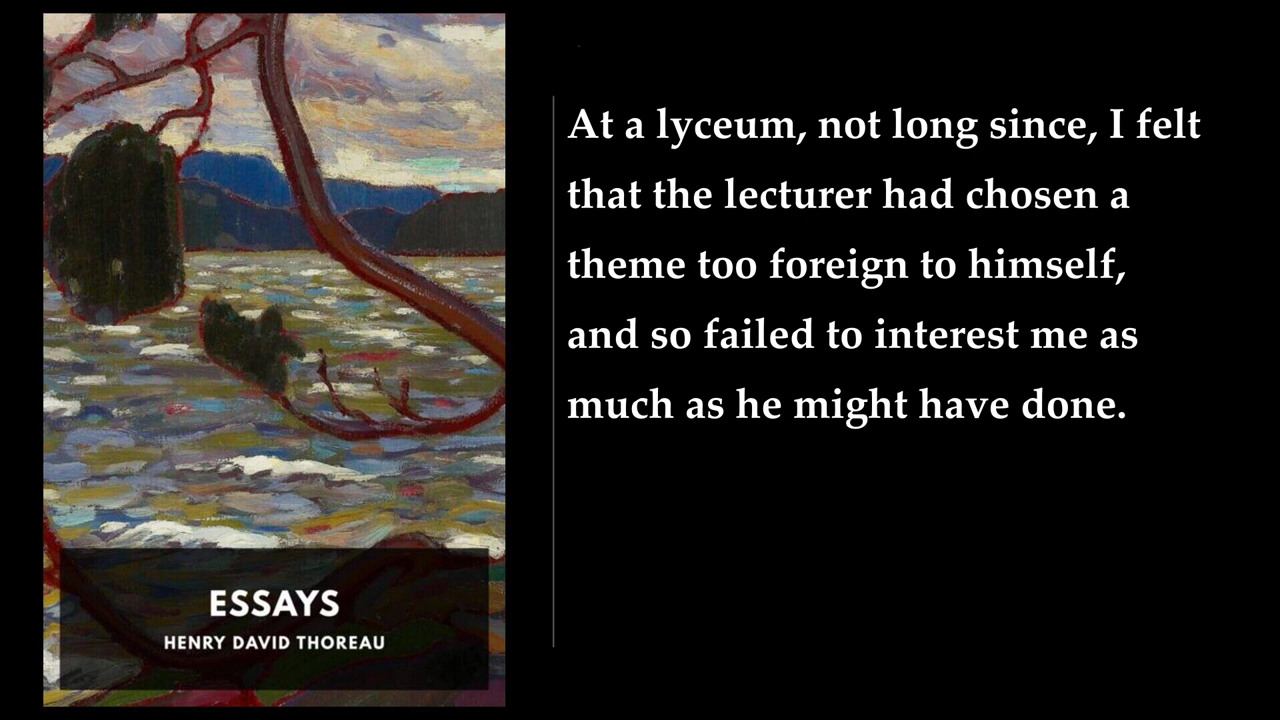 ESSAYS
HENRY DAVID THOREAU
At a lyceum, not long since, I felt
that the lecturer had chosen a
theme too foreign to himself,
and so failed to interest me as
much as he might have done.